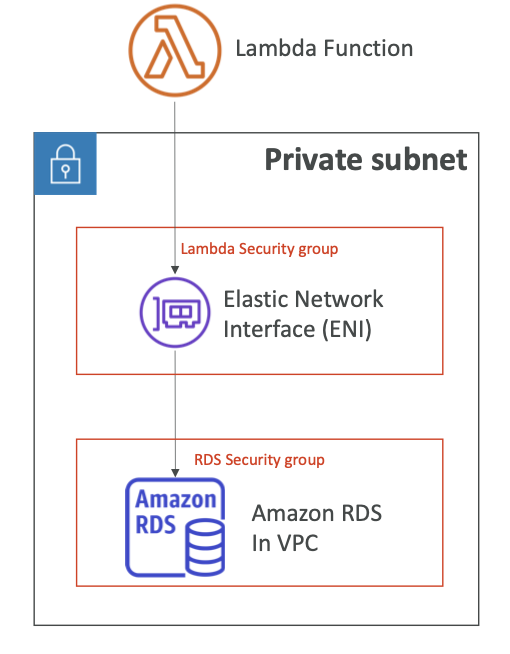 Lambda Function
Private subnet
Lambda Security group
Elastic Network
Interface (ENI)
RDS Security group
Amazon
RDS
Amazon RDS
In VPC